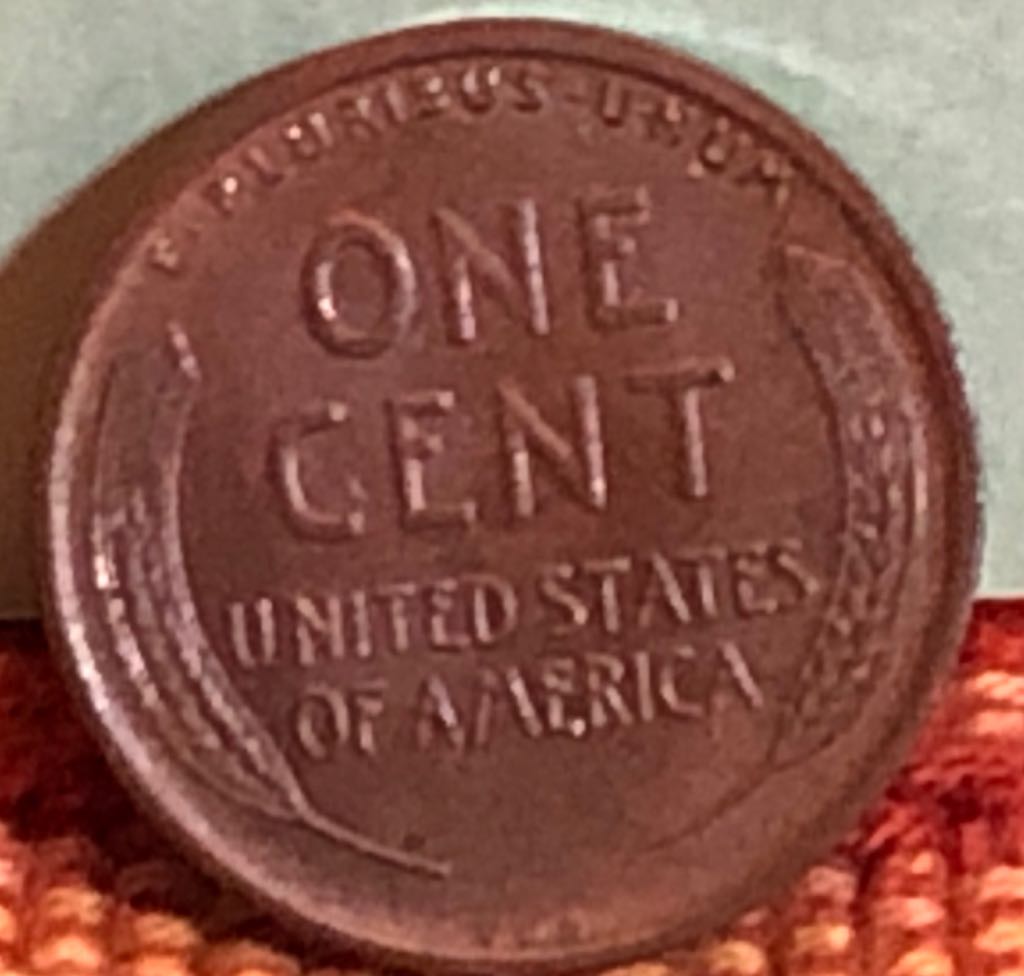 E · PLURIBUS · UNUM
ONE
CENT
UNITED STATES
OF AMERICA